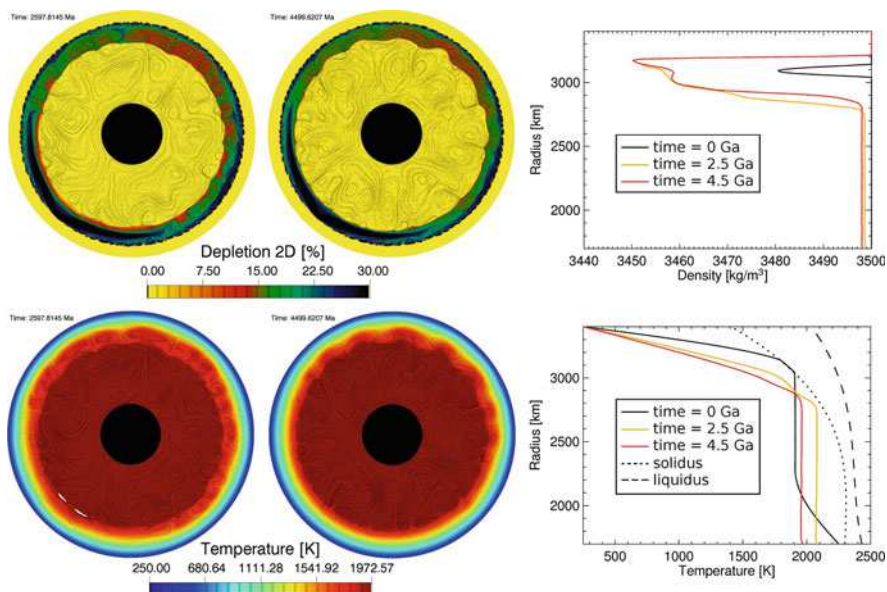 Time: 2597.8145 Ma
Time: 4499.6207 Ma
Depletion 2D [%]
0.00 7.50 15.00 22.50 30.00
Radius [km]
3000
2500
2000
time = 0 Ga
time = 2.5 Ga
time = 4.5 Ga
3440 3450 3460 3470 3480 3490 3500
Density [kg/m³]
Time: 2597.8145 Ma
Time: 4499.6207 Ma
Temperature [K]
250.00 680.64 1111.28 1541.92 1972.57
Radius [km]
3000
2500
2000
time = 0 Ga
time = 2.5 Ga
time = 4.5 Ga
solidus
liquidus
500 1000 1500 2000 2500
Temperature [K]